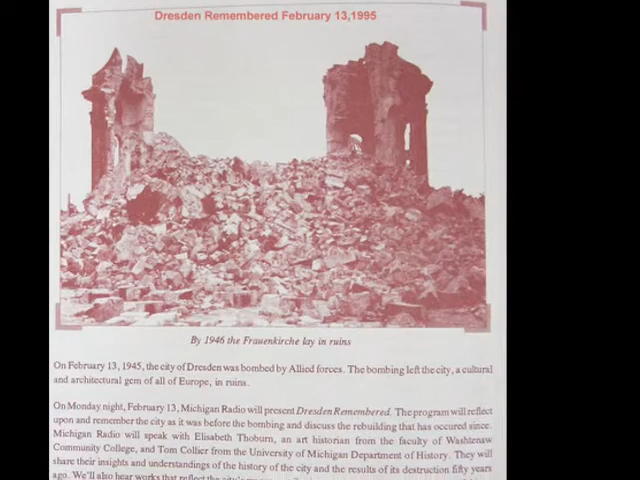 Dresden Remembered February 13,1995
By 1946 the Frauenkirche lay in ruins
On February 13, 1945, the city of Dresden was bombed by Allied forces. The bombing left the city, a cultural
and architectural gem of all of Europe, in ruins.
On Monday night, February 13, Michigan Radio will present Dresden Remembered. The program will reflect
upon and remember the city as it was before the bombing and discuss the rebuilding that has occured since.
Michigan Radio will speak with Elisabeth Thoburn, an art historian from the faculty of Washtenaw
Community College, and Tom Collier from the University of Michigan Department of History. They will
share their insights and understandings of the history of the city and the results of its destruction fifty years
ago. We'll also hear works that reflect the city's